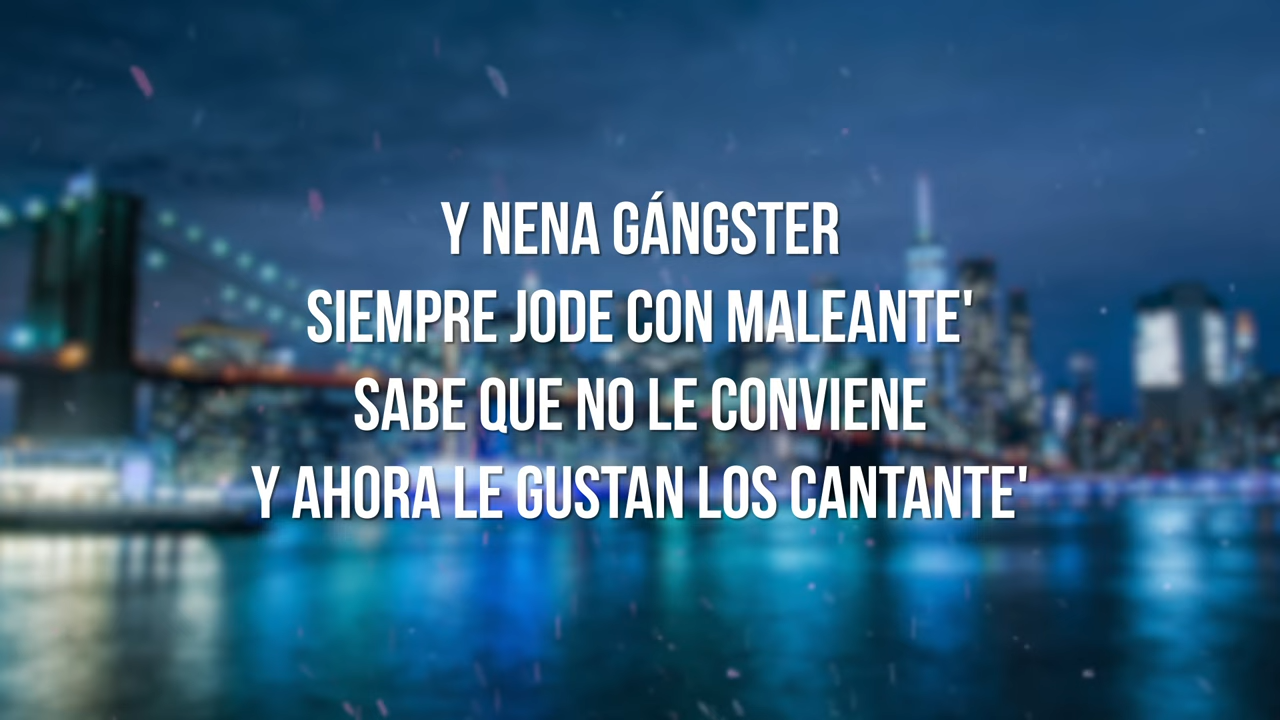 Y NENA GÁNGSTER
SIEMPRE JODE CON MALEANTE'
SABE QUE NO LE CONVIENE
Y AHORA LE GUSTAN LOS CANTANTE'